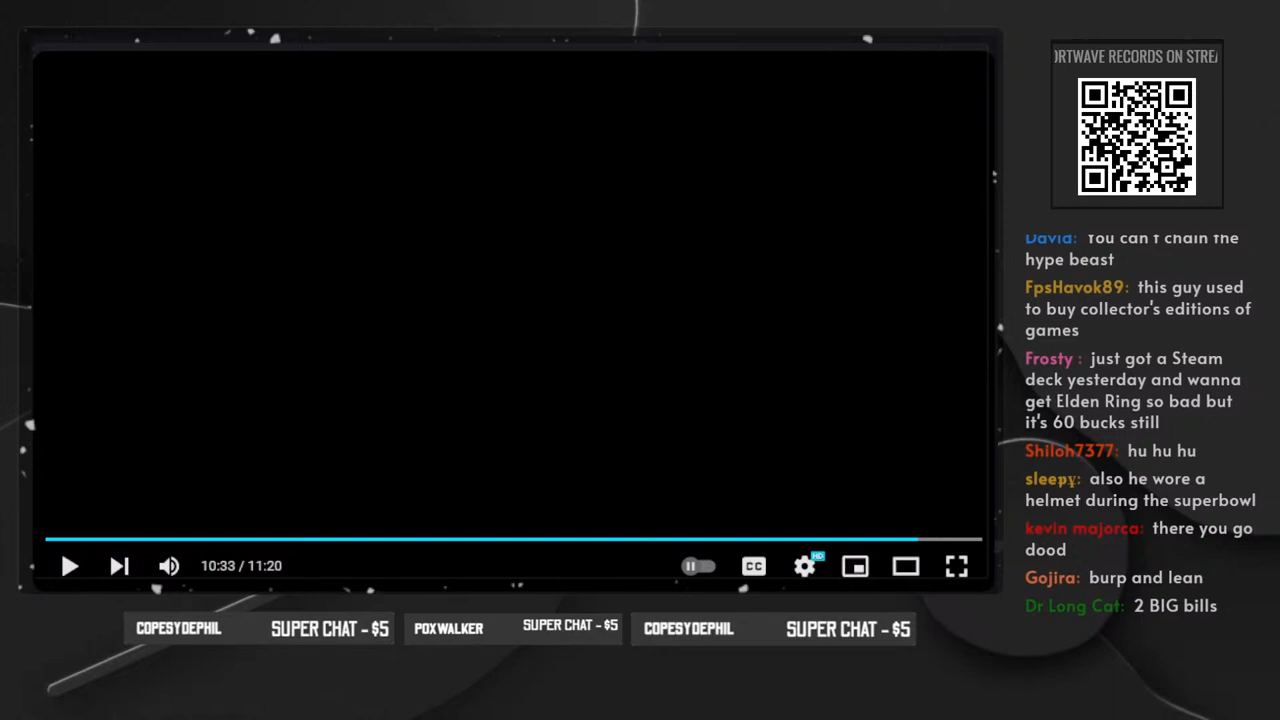 ORTWAVE RECORDS ON STREA
David: You can't chain the
hype beast
FpsHavok89: this guy used
to buy collector's editions of
games
Frosty : just got a Steam
deck yesterday and wanna
get Elden Ring so bad but
it's 60 bucks still
Shiloh7377: hu hu hu
sleepy: also he wore a
helmet during the superbowl
kevin majorca: there you go
dood
Gojira: burp and lean
Dr Long Cat: 2 BIG bills
10:33 / 11:20
CC
HD
COPESYDEPHIL SUPER CHAT - $5
POXWALKER SUPER CHAT - $5
COPESYDEPHIL SUPER CHAT - $5